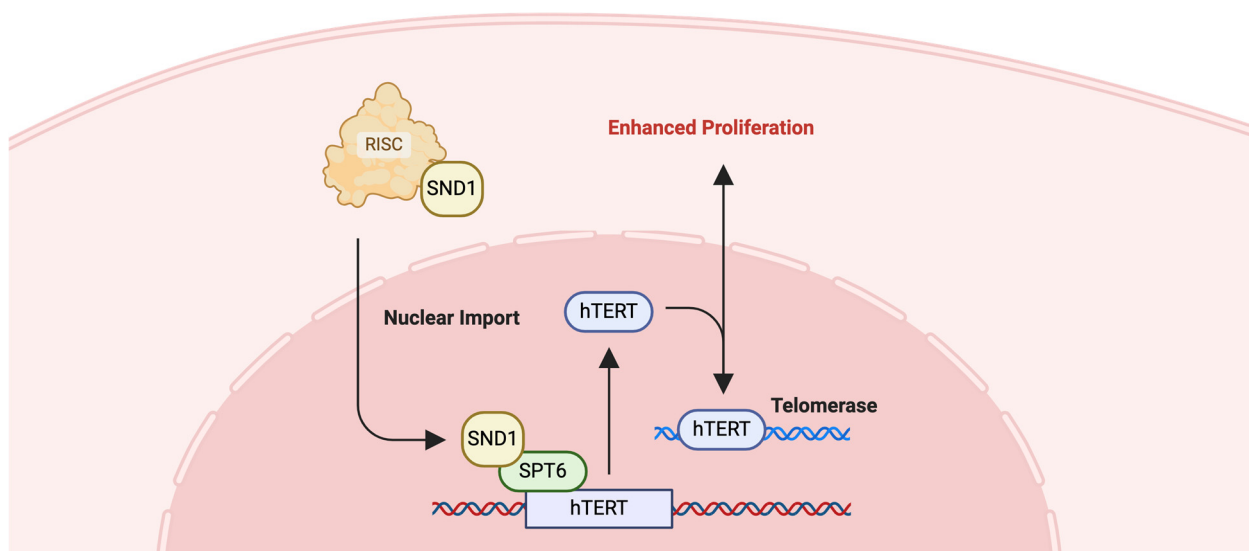 Enhanced Proliferation
RISC
SND1
Nuclear Import
hTERT
Telomerase
hTERT
SND1
SPT6
hTERT